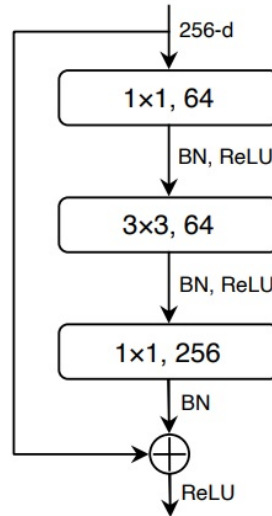 256-d
1×1, 64
BN, ReLU
3×3, 64
BN, ReLU
1×1, 256
BN
ReLU